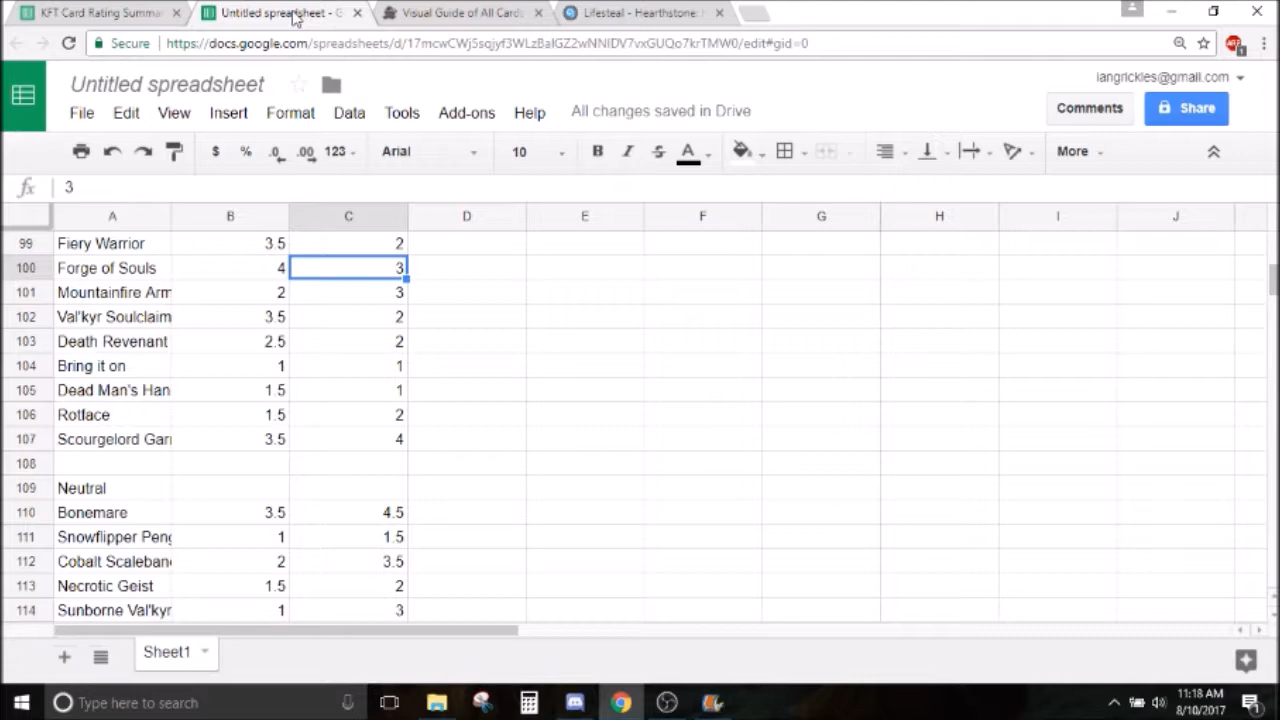 KFT Card Rating Summa
Untitled spreadsheet - G
Visual Guide of All Cards
Lifesteal - Hearthstone:
Secure
https://docs.google.com/spreadsheets/d/17mcwCWj5sqjyf3WLzBalGZ2wNNIDV7vxGUQo7krTMW0/edit#gid=0
Untitled spreadsheet
iangrickles@gmail.com
File Edit View Insert Format Data Tools Add-ons Help All changes saved in Drive
Comments Share
$ % .0 .00 123 Arial 10 B I S A More
fx 3
A B C D E F G H I J
99 Fiery Warrior 3.5 2
100 Forge of Souls 4 3
101 Mountainfire Arm 2 3
102 Val'kyr Soulclaim 3.5 2
103 Death Revenant 2.5 2
104 Bring it on 1 1
105 Dead Man's Han 1.5 1
106 Rotface 1.5 2
107 Scourgelord Garr 3.5 4
108
109 Neutral
110 Bonemare 3.5 4.5
111 Snowflipper Peng 1 1.5
112 Cobalt Scaleban 2 3.5
113 Necrotic Geist 1.5 2
114 Sunborne Val'kyr 1 3
Sheet1
Type here to search
11:18 AM
8/10/2017